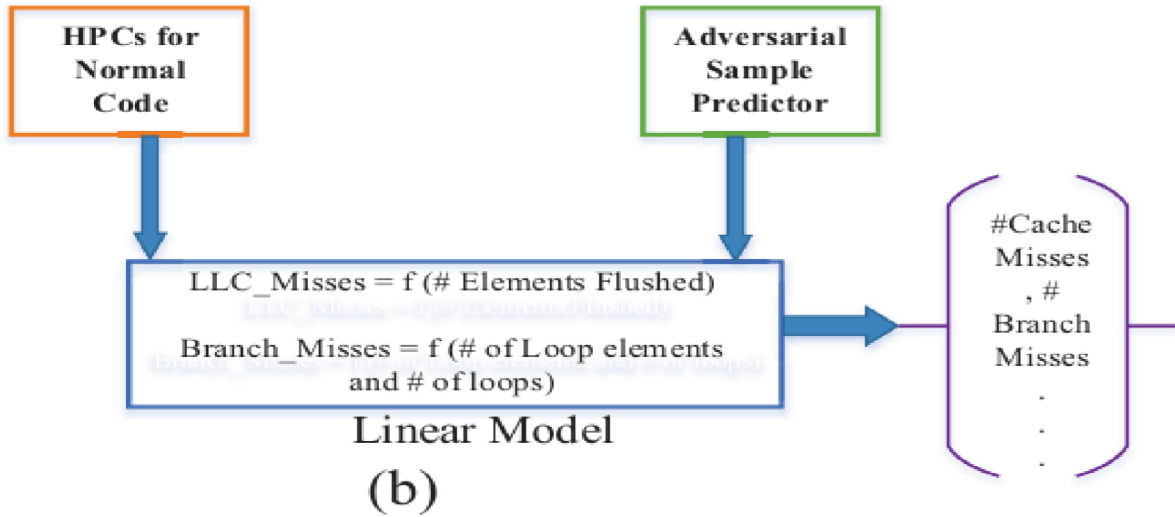 HPCs for
Normal
Code
Adversarial
Sample
Predictor
LLC_Misses = f (# Elements Flushed)
Branch_Misses = f (# of Loop elements
and # of loops)
Linear Model
(b)
#Cache
Misses
, #
Branch
Misses
.
.
.